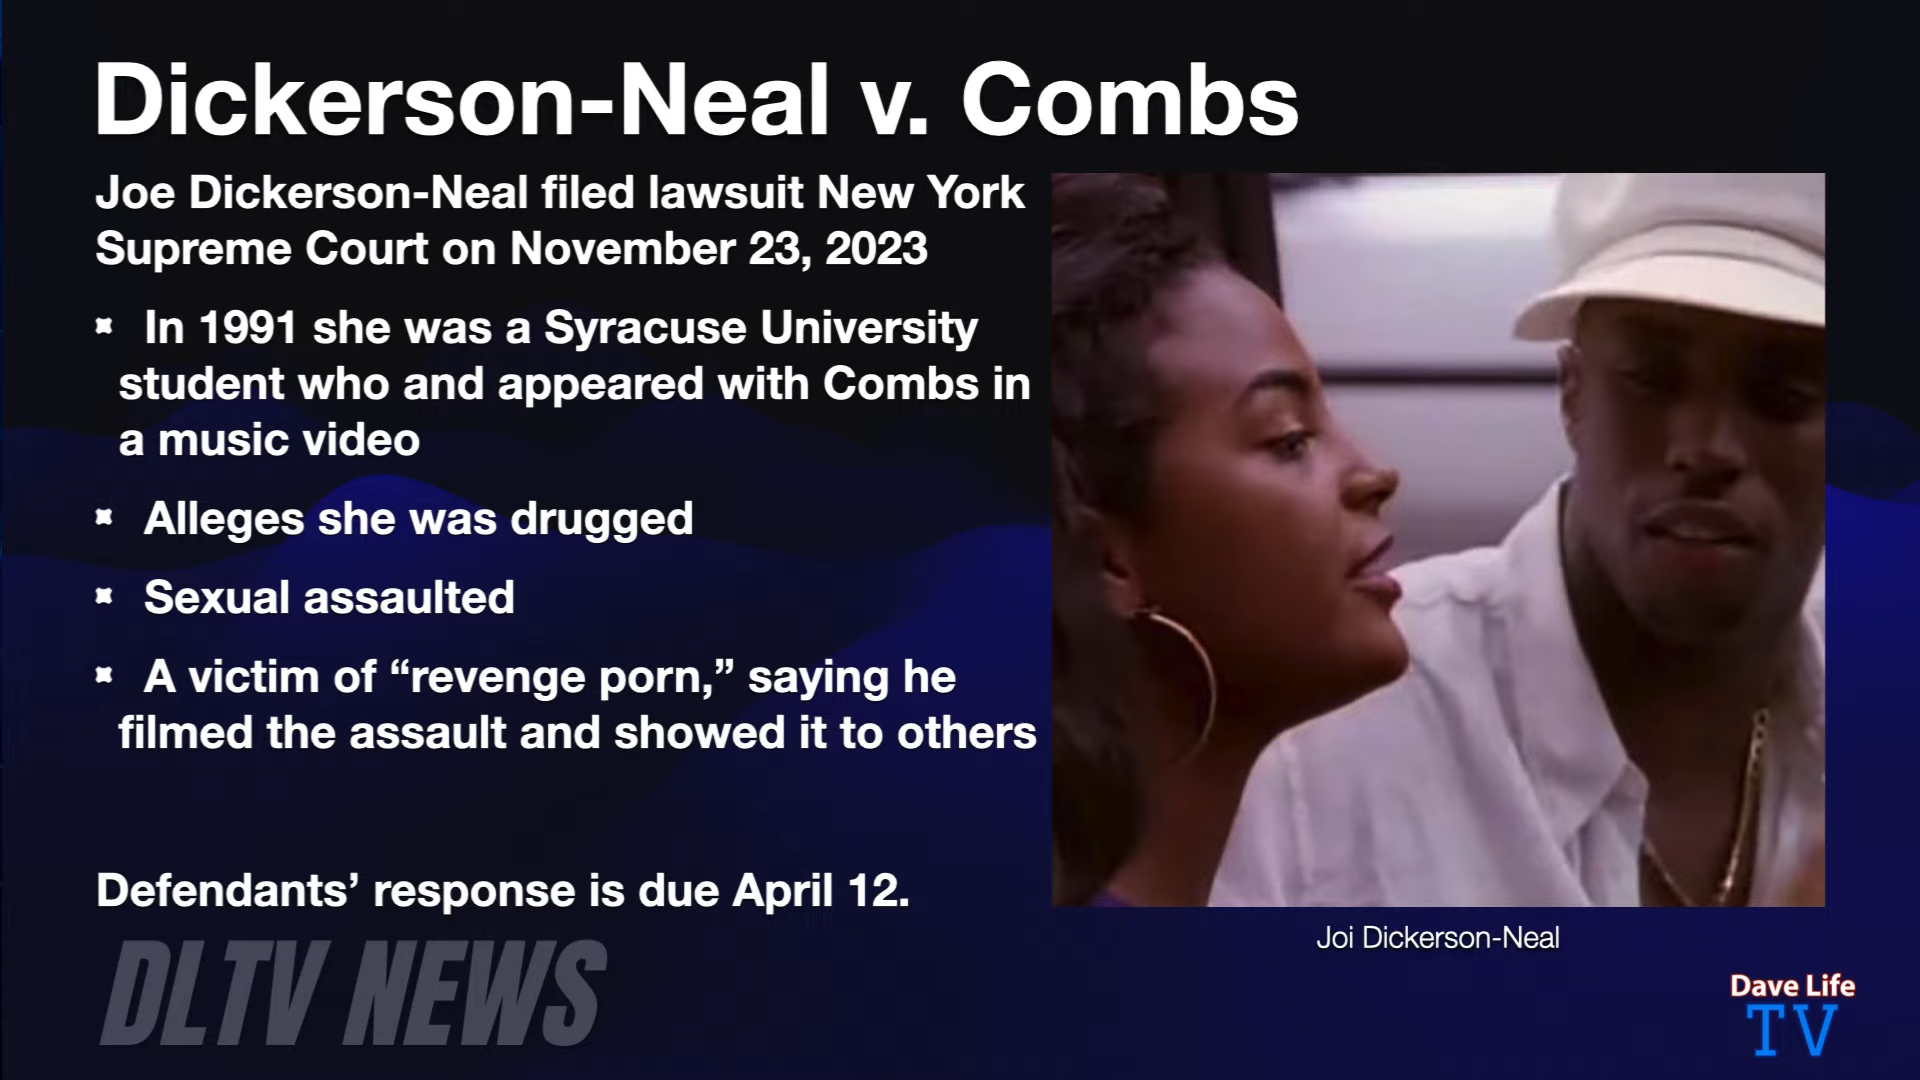 Dickerson-Neal v. Combs
Joe Dickerson-Neal filed lawsuit New York
Supreme Court on November 23, 2023
In 1991 she was a Syracuse University
student who and appeared with Combs in
a music video
Alleges she was drugged
Sexual assaulted
A victim of “revenge porn,” saying he
filmed the assault and showed it to others
Defendants’ response is due April 12.
Joi Dickerson-Neal
DLTV NEWS
Dave Life
TV